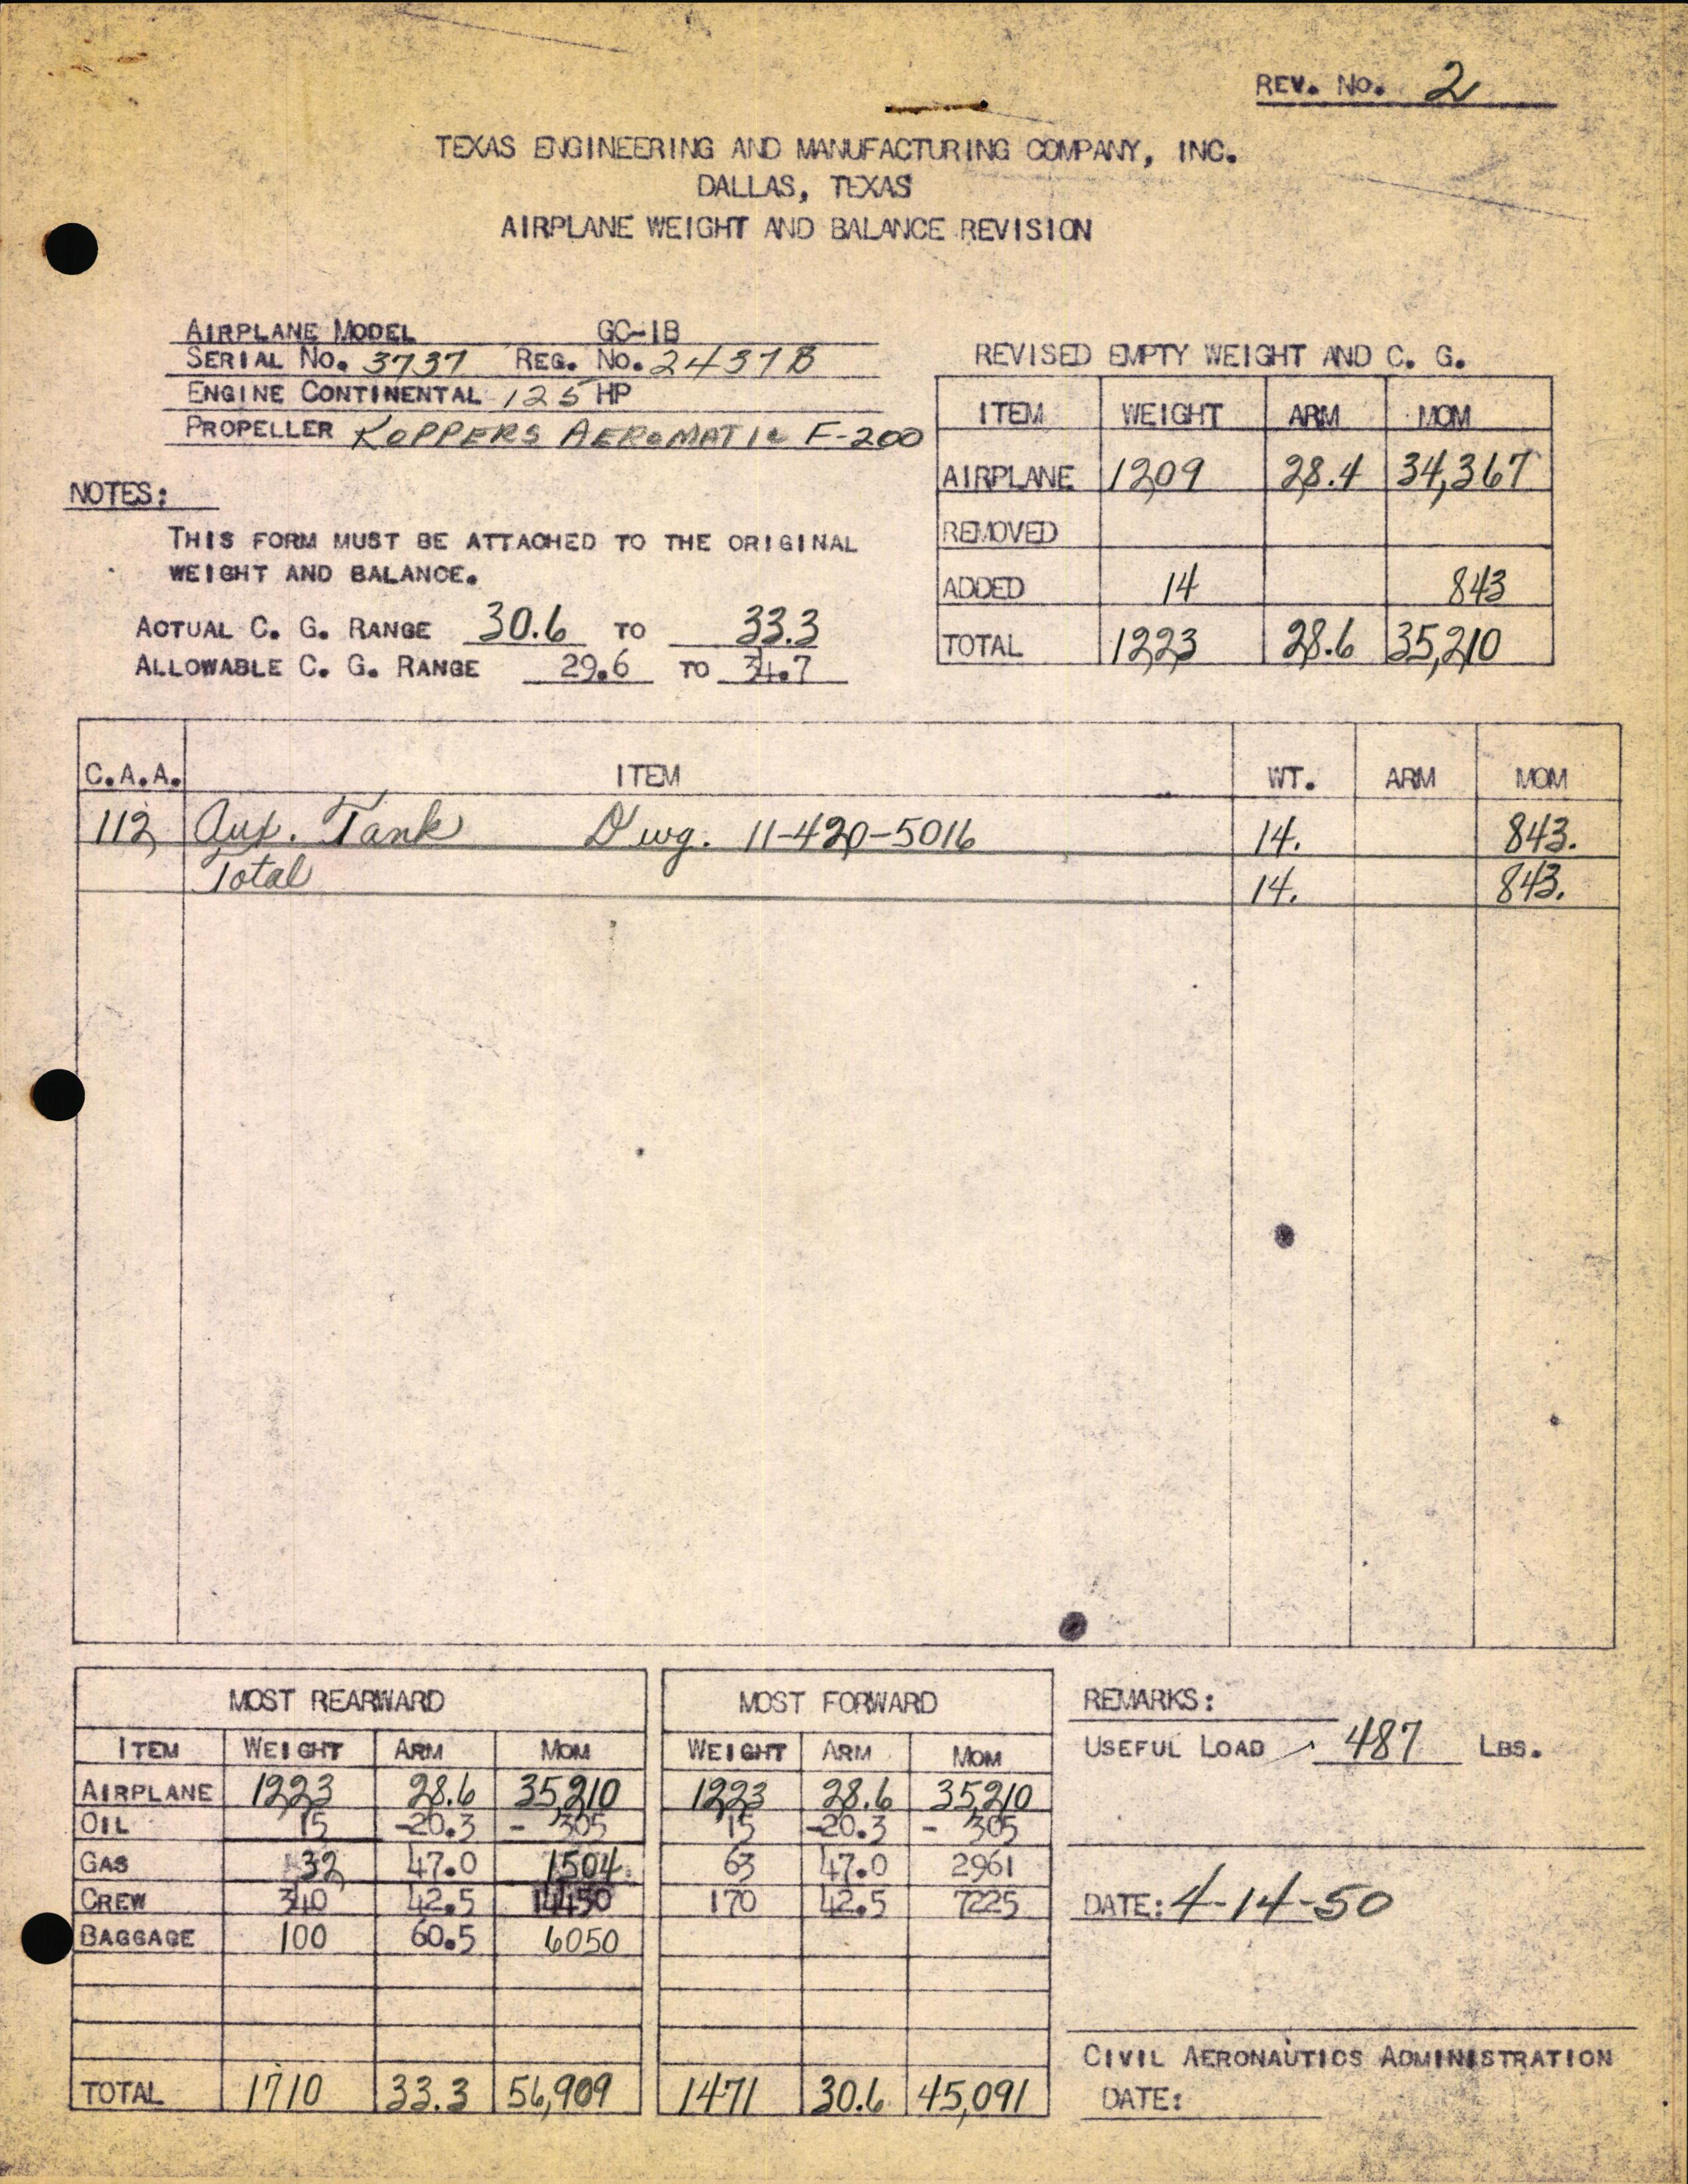 REV. NO. 2
TEXAS ENGINEERING AND MANUFACTURING COMPANY, INC.
DALLAS, TEXAS
AIRPLANE WEIGHT AND BALANCE REVISION
AIRPLANE MODEL GC-1B
SERIAL NO. 3737 REG. NO. 2437B
ENGINE CONTINENTAL 125 HP
PROPELLER KOPPERS AEROMATIC F-200
NOTES:
THIS FORM MUST BE ATTACHED TO THE ORIGINAL
WEIGHT AND BALANCE.
ACTUAL C. G. RANGE 30.6 TO 33.3
ALLOWABLE C. G. RANGE 29.6 TO 34.7
REVISED EMPTY WEIGHT AND C. G.
ITEM WEIGHT ARM MOM
AIRPLANE 1209 28.4 34,367
REMOVED
ADDED 14 843
TOTAL 1223 28.6 35,210
C.A.A. ITEM WT. ARM MOM
112 Aux. Tank Dwg. 11-420-5016 14. 843.
Total 14. 843.
MOST REARWARD
ITEM WEIGHT ARM MOM
AIRPLANE 1223 28.6 35,210
OIL 15 -20.3 - 305
GAS 32 47.0 1504
CREW 340 42.5 14450
BAGGAGE 100 60.5 6050
TOTAL 1710 33.3 56,909
MOST FORWARD
WEIGHT ARM MOM
1223 28.6 35,210
15 -20.3 - 305
63 47.0 2961
170 42.5 7225
1471 30.6 45,091
REMARKS:
USEFUL LOAD 487 LBS.
DATE: 4-14-50
CIVIL AERONAUTICS ADMINISTRATION
DATE: